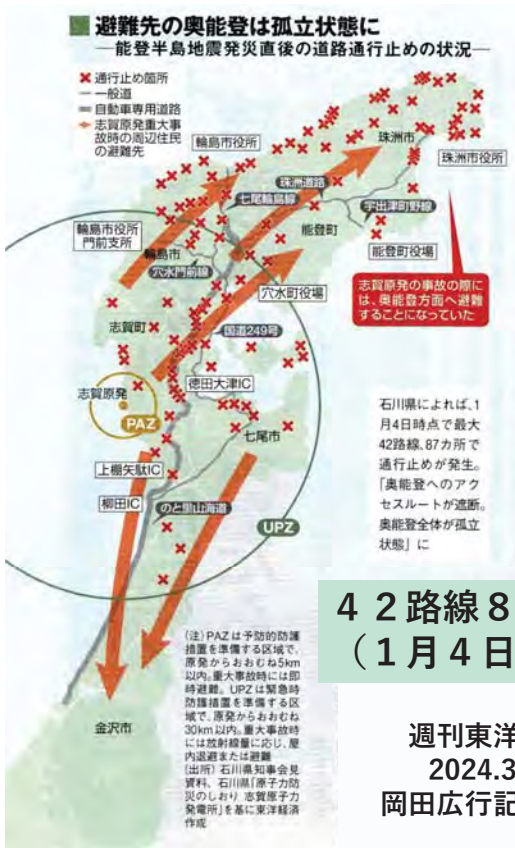 避難先の奥能登は孤立状態に
―能登半島地震発災直後の道路通行止めの状況―
通行止め箇所
一般道
自動車専用道路
志賀原発重大事
故時の周辺住民
の避難先
輪島市役所
珠洲市
珠洲市役所
珠洲道路
七尾輪島線
宇出津町野線
輪島市役所
門前支所
輪島市
能登町
能登町役場
穴水門前線
穴水町役場
志賀原発の事故の際に
は、奥能登方面へ避難
することになっていた
志賀町
国道249号
徳田大津IC
志賀原発
PAZ
七尾市
上棚矢駄IC
柳田IC
のと里山海道
UPZ
石川県によれば、1
月4日時点で最大
42路線、87カ所で
通行止めが発生。
「奥能登へのアク
セスルートが遮断。
奥能登全体が孤立
状態」に
４２路線８
（１月４日
(注)PAZは予防的防護
措置を準備する区域で、
原発からおおむね5km
以内。重大事故時には即
時避難。UPZは緊急時
防護措置を準備する区
域で、原発からおおむね
30km以内。重大事故時
には放射線量に応じ、屋
内退避または避難
(出所)石川県知事会見
資料、石川県「原子力防
災のしおり 志賀原子力
発電所」を基に東洋経済
作成
金沢市
週刊東洋
2024.3
岡田広行記